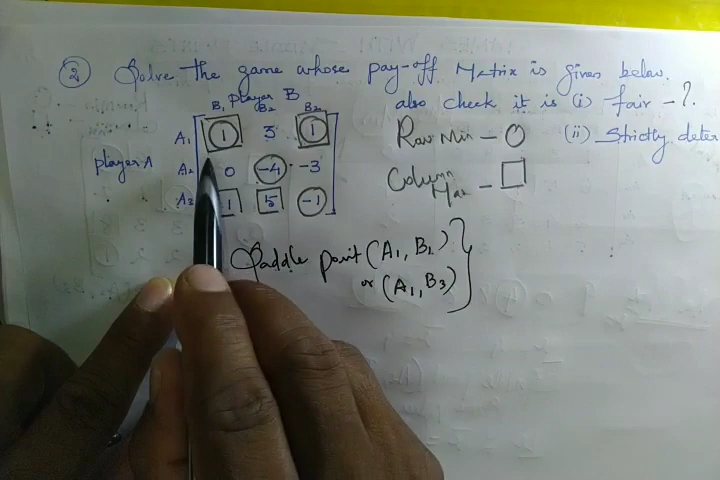 ② Solve the game whose pay-off Matrix is given below.
also check it is (i) fair - ?.
(ii) Strictly deter
Player B
B₁ B₂ B₃
A₁ 1 3 1
player A A₂ 0 -4 -3
A₃ 1 5 -1
Row Min - ○
Column Max - □
Saddle point (A₁, B₁)
or (A₁, B₃)